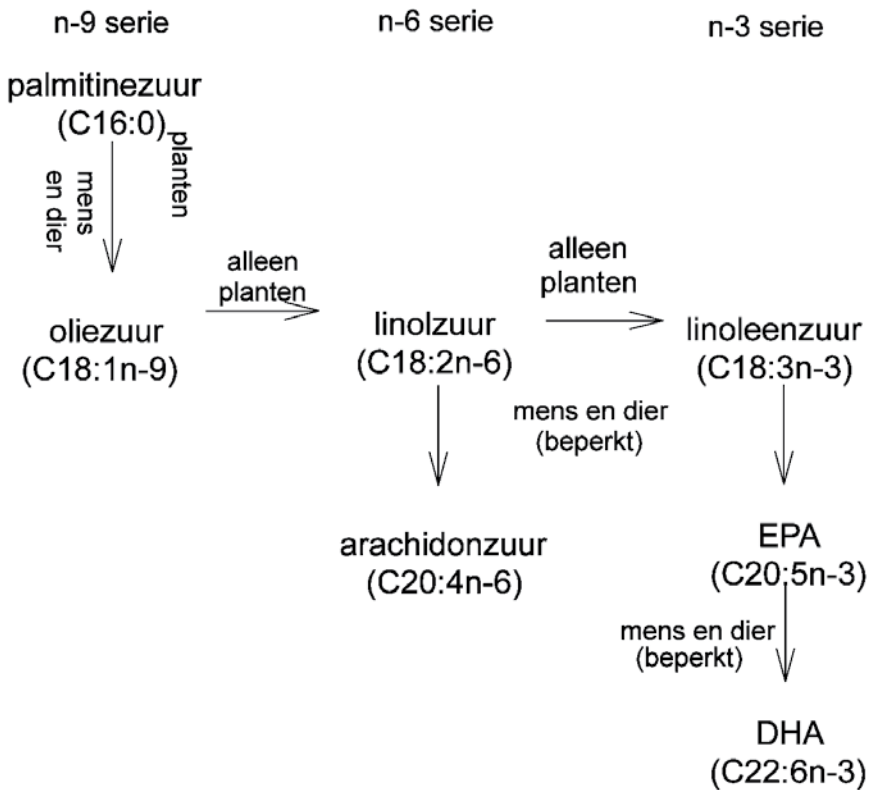 n-9 serie
n-6 serie
n-3 serie
palmitinezuur
(C16:0)
planten
mens
en dier
alleen
planten
alleen
planten
oliezuur
(C18:1n-9)
linolzuur
(C18:2n-6)
linoleenzuur
(C18:3n-3)
mens en dier
(beperkt)
arachidonzuur
(C20:4n-6)
EPA
(C20:5n-3)
mens en dier
(beperkt)
DHA
(C22:6n-3)